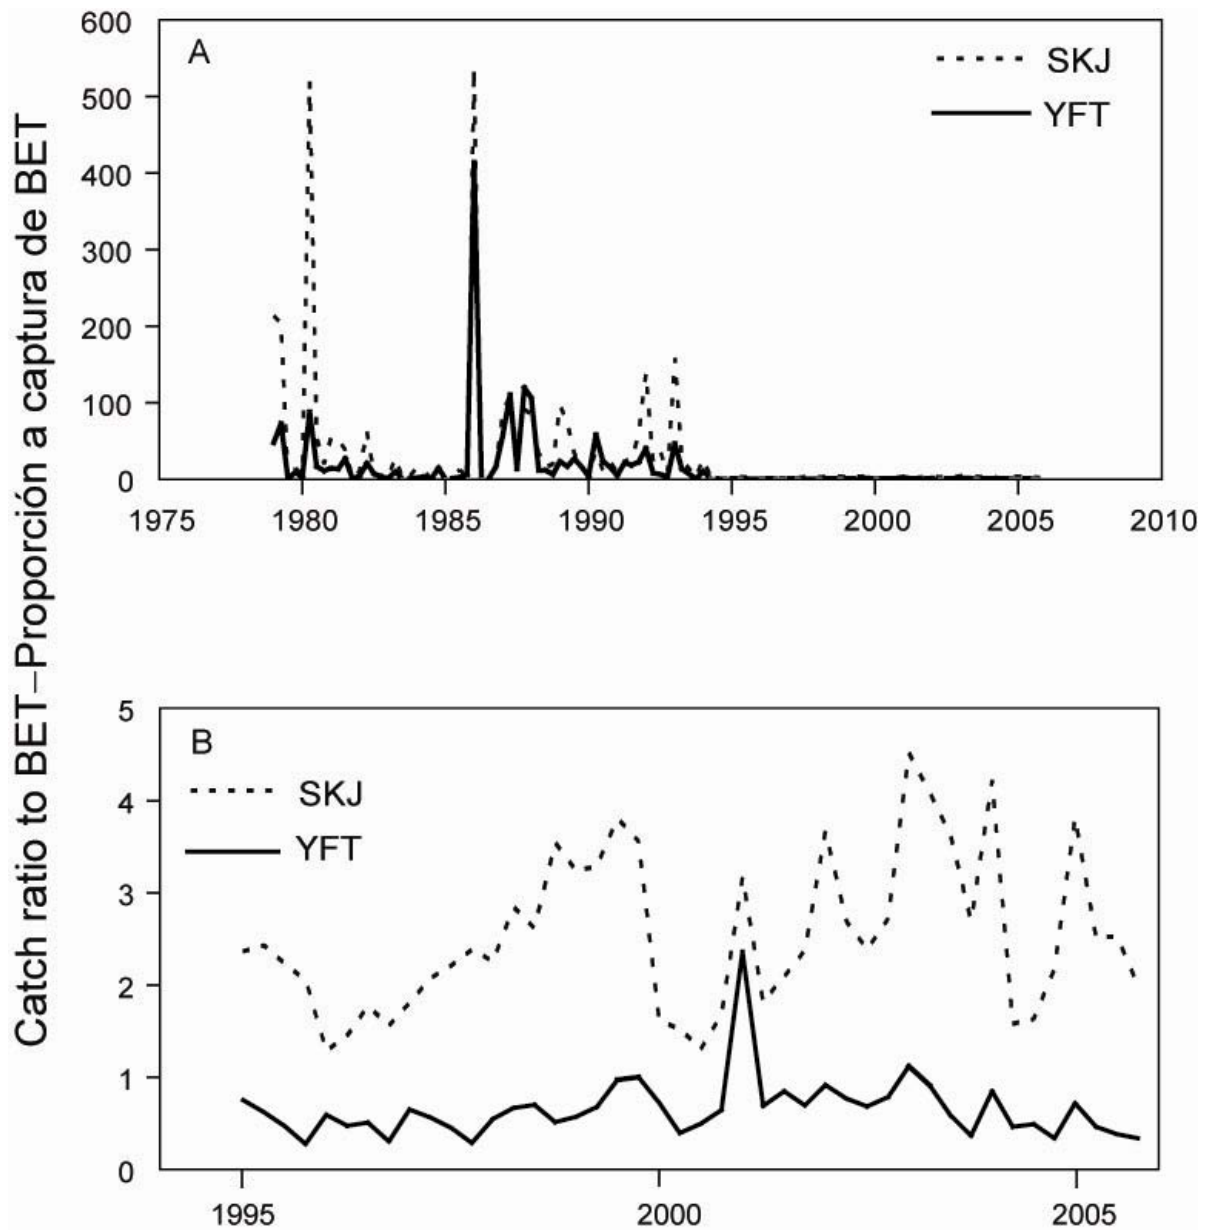 Catch ratio to BET–Proporción a captura de BET
A
SKJ
YFT
600
500
400
300
200
100
0
1975 1980 1985 1990 1995 2000 2005 2010
B
SKJ
YFT
5
4
3
2
1
0
1995 2000 2005